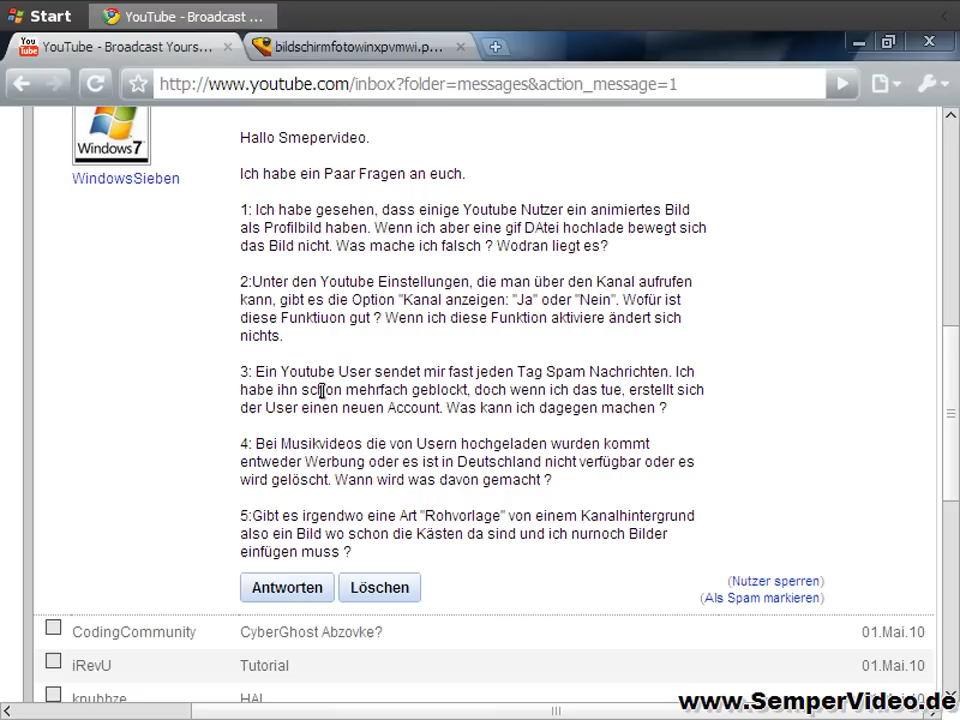 Start
YouTube - Broadcast ...
YouTube - Broadcast Yours...
bildschirmfotowinxpvmwi.p...
http://www.youtube.com/inbox?folder=messages&action_message=1
Windows 7
WindowsSieben
Hallo Smepervideo.
Ich habe ein Paar Fragen an euch.
1: Ich habe gesehen, dass einige Youtube Nutzer ein animiertes Bild
als Profilbild haben. Wenn ich aber eine gif DAtei hochlade bewegt sich
das Bild nicht. Was mache ich falsch ? Wodran liegt es?
2:Unter den Youtube Einstellungen, die man über den Kanal aufrufen
kann, gibt es die Option "Kanal anzeigen: "Ja" oder "Nein". Wofür ist
diese Funktiuon gut ? Wenn ich diese Funktion aktiviere ändert sich
nichts.
3: Ein Youtube User sendet mir fast jeden Tag Spam Nachrichten. Ich
habe ihn schon mehrfach geblockt, doch wenn ich das tue, erstellt sich
der User einen neuen Account. Was kann ich dagegen machen ?
4: Bei Musikvideos die von Usern hochgeladen wurden kommt
entweder Werbung oder es ist in Deutschland nicht verfügbar oder es
wird gelöscht. Wann wird was davon gemacht ?
5:Gibt es irgendwo eine Art "Rohvorlage" von einem Kanalhintergrund
also ein Bild wo schon die Kästen da sind und ich nurnoch Bilder
einfügen muss ?
Antworten Löschen
(Nutzer sperren)
(Als Spam markieren)
CodingCommunity CyberGhost Abzovke? 01.Mai.10
iRevU Tutorial 01.Mai.10
knubbze
www.SemperVideo.de